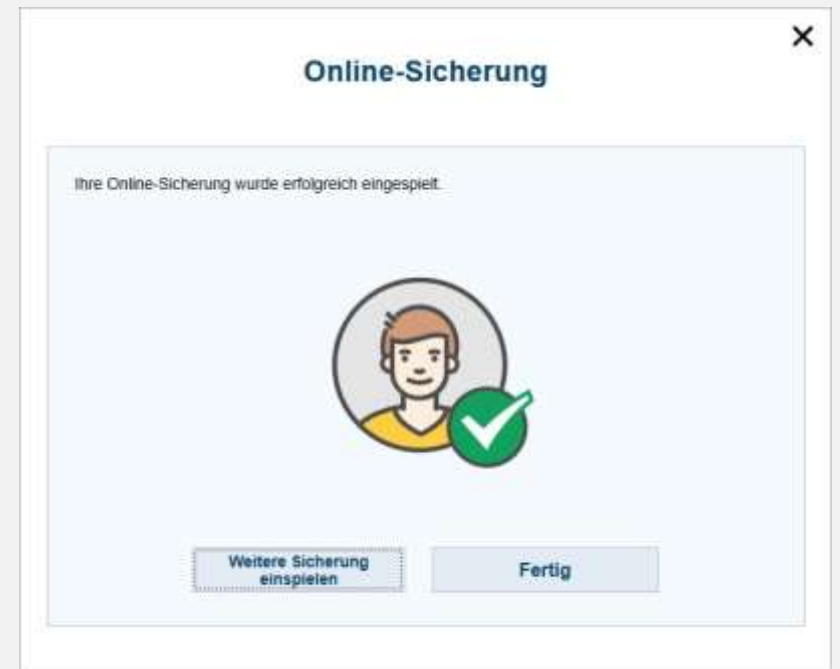 Online-Sicherung
Ihre Online-Sicherung wurde erfolgreich eingespielt.
Weitere Sicherung
einspielen
Fertig